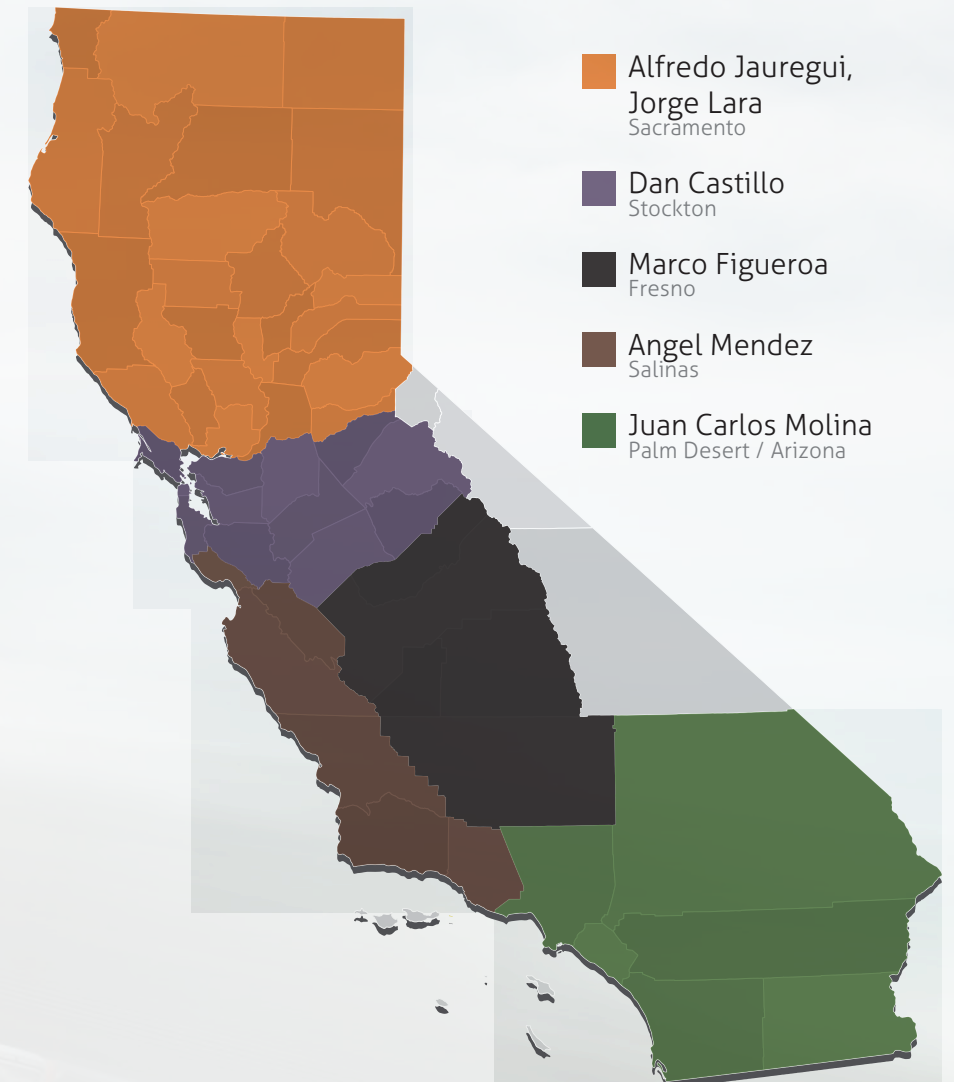 Alfredo Jauregui,
Jorge Lara
Sacramento
Dan Castillo
Stockton
Marco Figueroa
Fresno
Angel Mendez
Salinas
Juan Carlos Molina
Palm Desert / Arizona